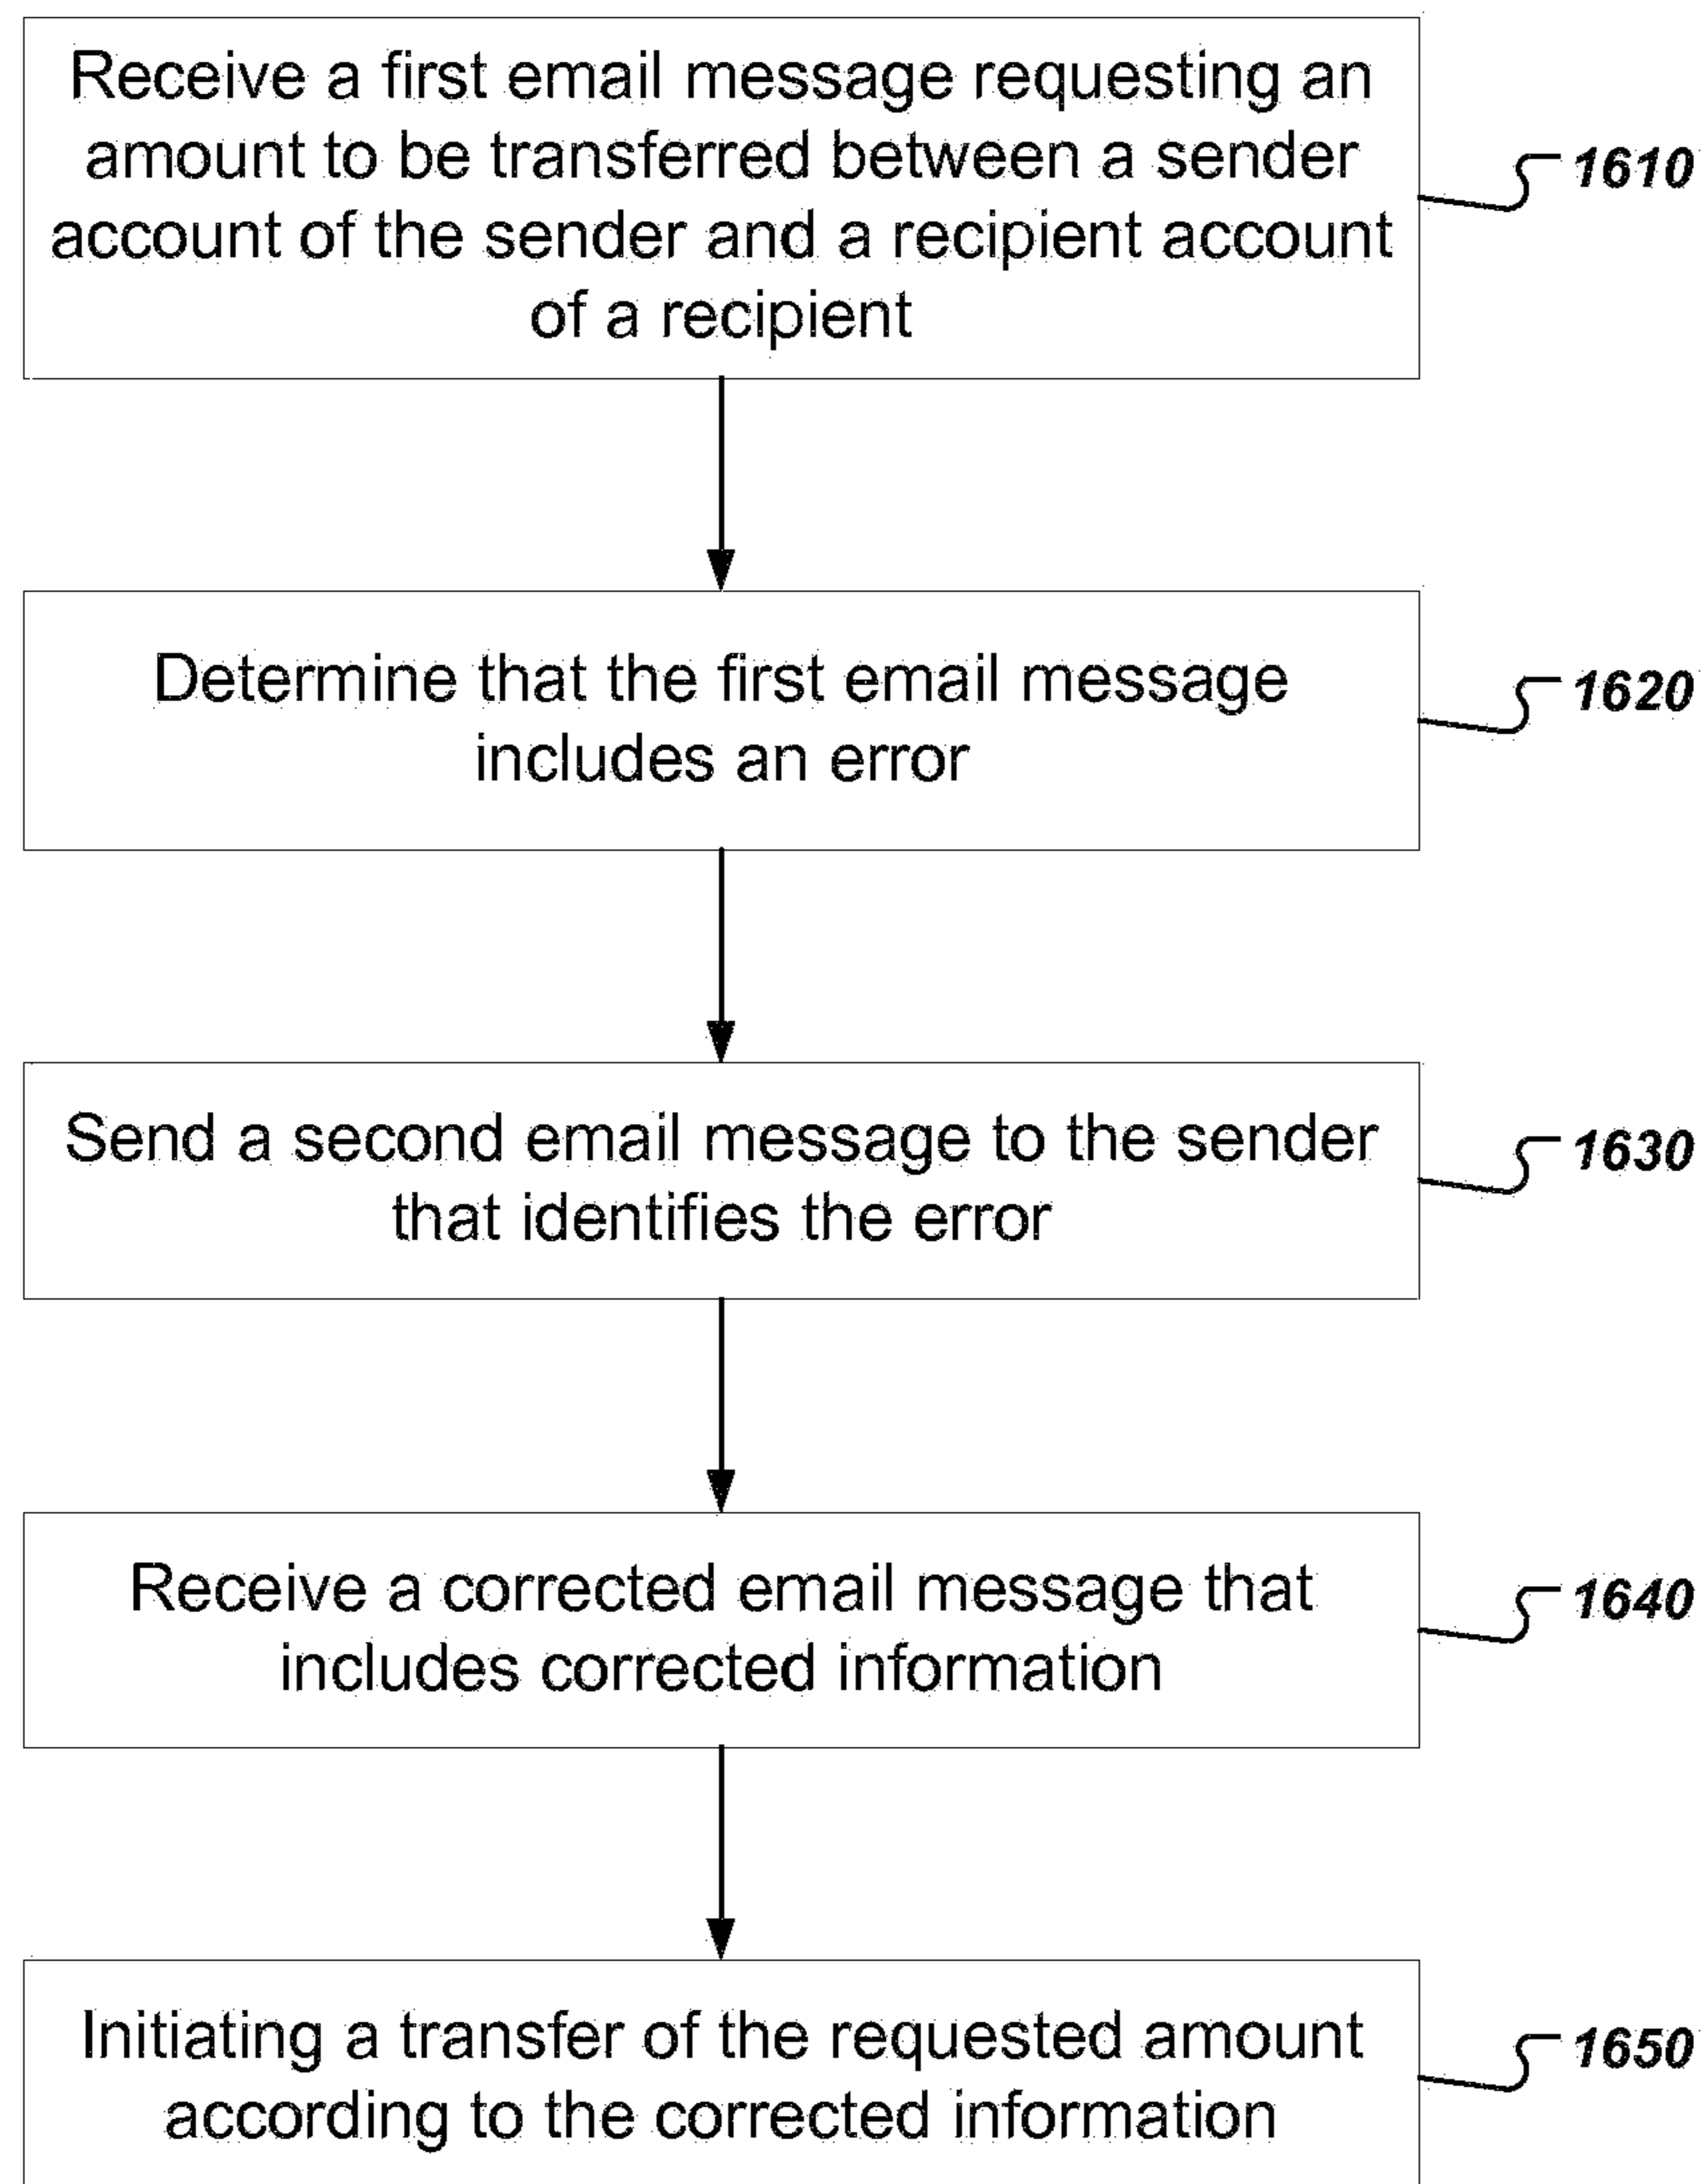 Receive a first email message requesting an
amount to be transferred between a sender
account of the sender and a recipient account
of a recipient
1610
Determine that the first email message
includes an error
1620
Send a second email message to the sender
that identifies the error
1630
Receive a corrected email message that
includes corrected information
1640
Initiating a transfer of the requested amount
according to the corrected information
1650